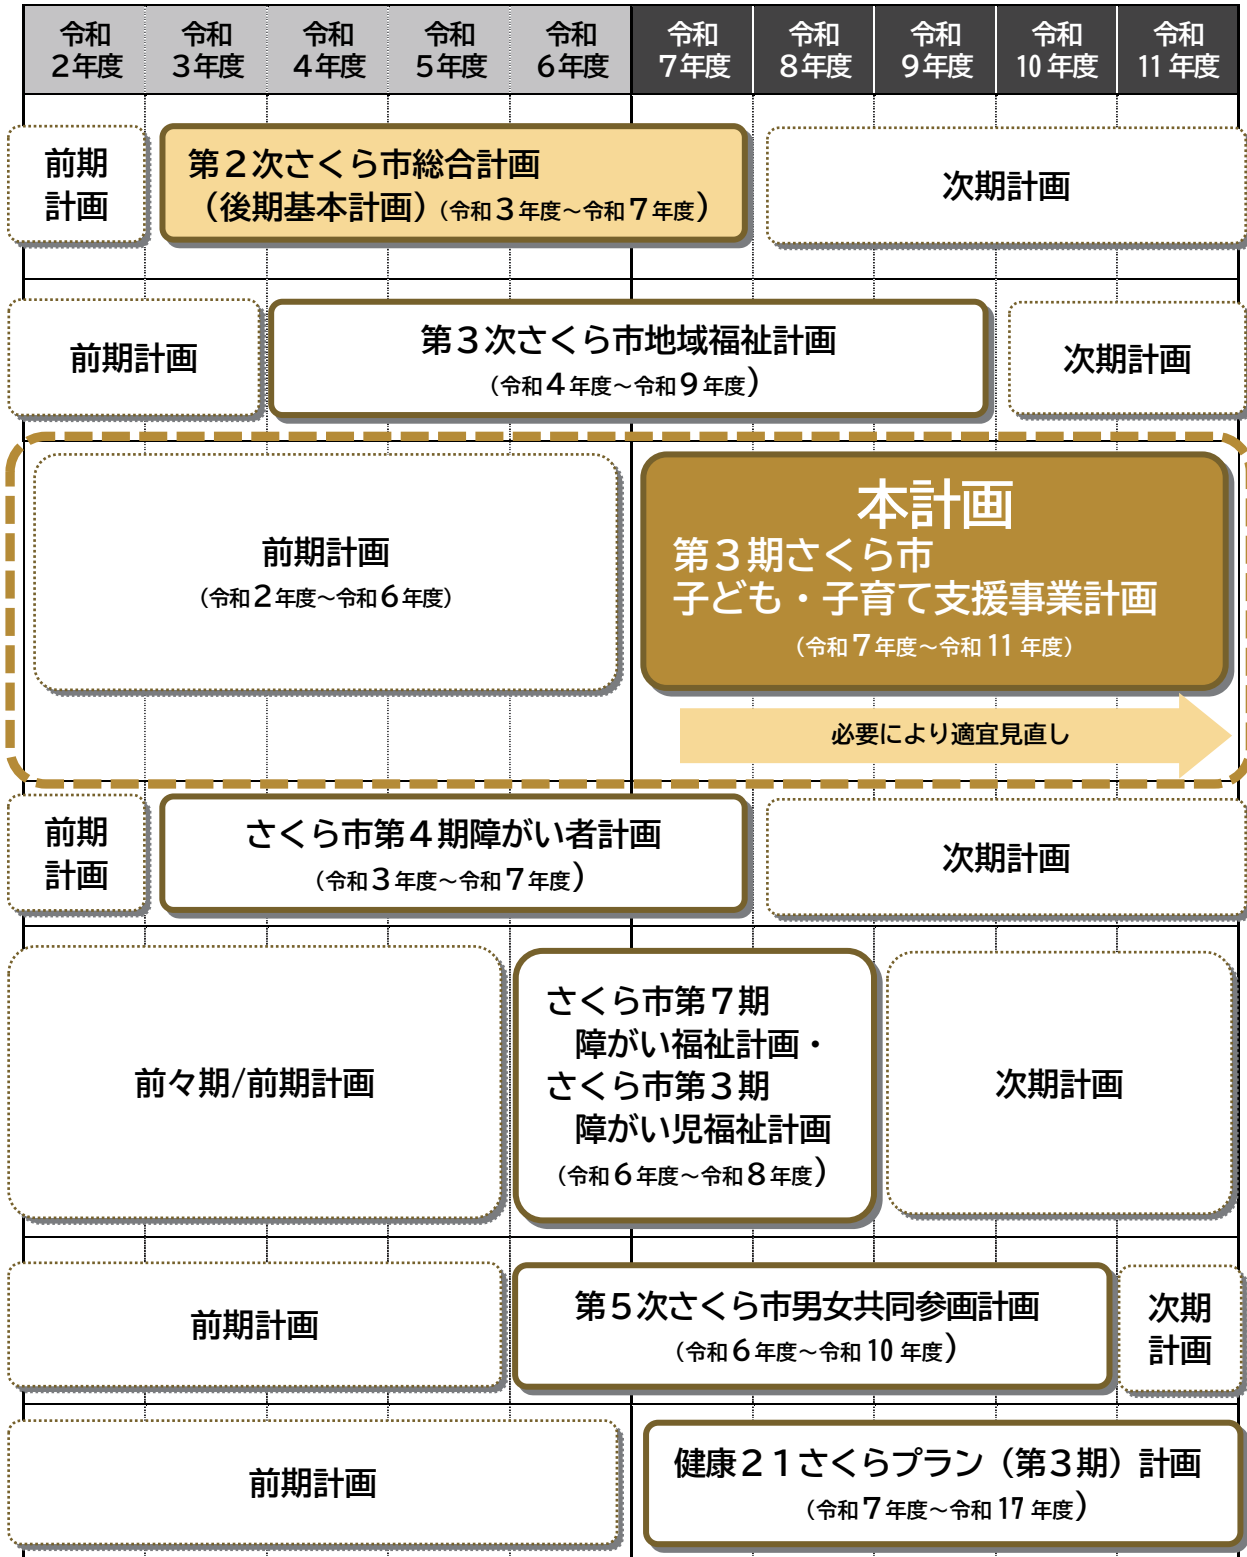 令和
2年度
令和
3年度
令和
4年度
令和
5年度
令和
6年度
令和
7年度
令和
8年度
令和
9年度
令和
10 年度
令和
11 年度
前期
計画
第2次さくら市総合計画
(後期基本計画)(令和3年度~令和7年度)
次期計画
前期計画
第3次さくら市地域福祉計画
(令和4年度~令和9年度)
次期計画
前期計画
(令和2年度~令和6年度)
本計画
第3期さくら市
子ども・子育て支援事業計画
(令和7年度~令和 11 年度)
必要により適宜見直し
前期
計画
さくら市第4期障がい者計画
(令和3年度~令和7年度)
次期計画
前々期/前期計画
さくら市第7期
障がい福祉計画・
さくら市第3期
障がい児福祉計画
(令和6年度~令和8年度)
次期計画
前期計画
第5次さくら市男女共同参画計画
(令和6年度~令和 10 年度)
次期
計画
前期計画
健康21さくらプラン(第3期)計画
(令和7年度~令和 17 年度)